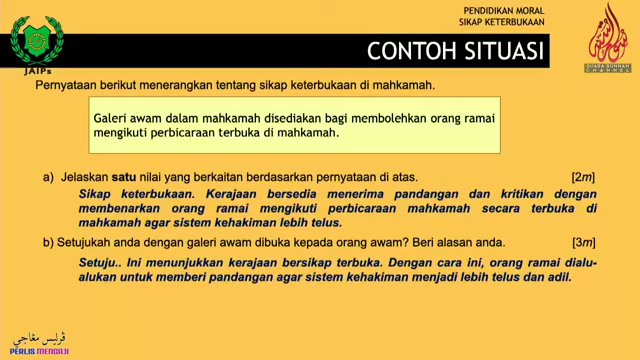 PENDIDIKAN MORAL
SIKAP KETERBUKAAN
CONTOH SITUASI
JAIPs
SUARA SUNNAH
CHANNEL
Pernyataan berikut menerangkan tentang sikap keterbukaan di mahkamah.
Galeri awam dalam mahkamah disediakan bagi membolehkan orang ramai
mengikuti perbicaraan terbuka di mahkamah.
a) Jelaskan satu nilai yang berkaitan berdasarkan pernyataan di atas. [2m]
Sikap keterbukaan. Kerajaan bersedia menerima pandangan dan kritikan dengan
membenarkan orang ramai mengikuti perbicaraan mahkamah secara terbuka di
mahkamah agar sistem kehakiman lebih telus.
b) Setujukah anda dengan galeri awam dibuka kepada orang awam? Beri alasan anda. [3m]
Setuju.. Ini menunjukkan kerajaan bersikap terbuka. Dengan cara ini, orang ramai dialu-
alukan untuk memberi pandangan agar sistem kehakiman menjadi lebih telus dan adil.
ڤرليس مڠاجي
PERLIS MENGAJI